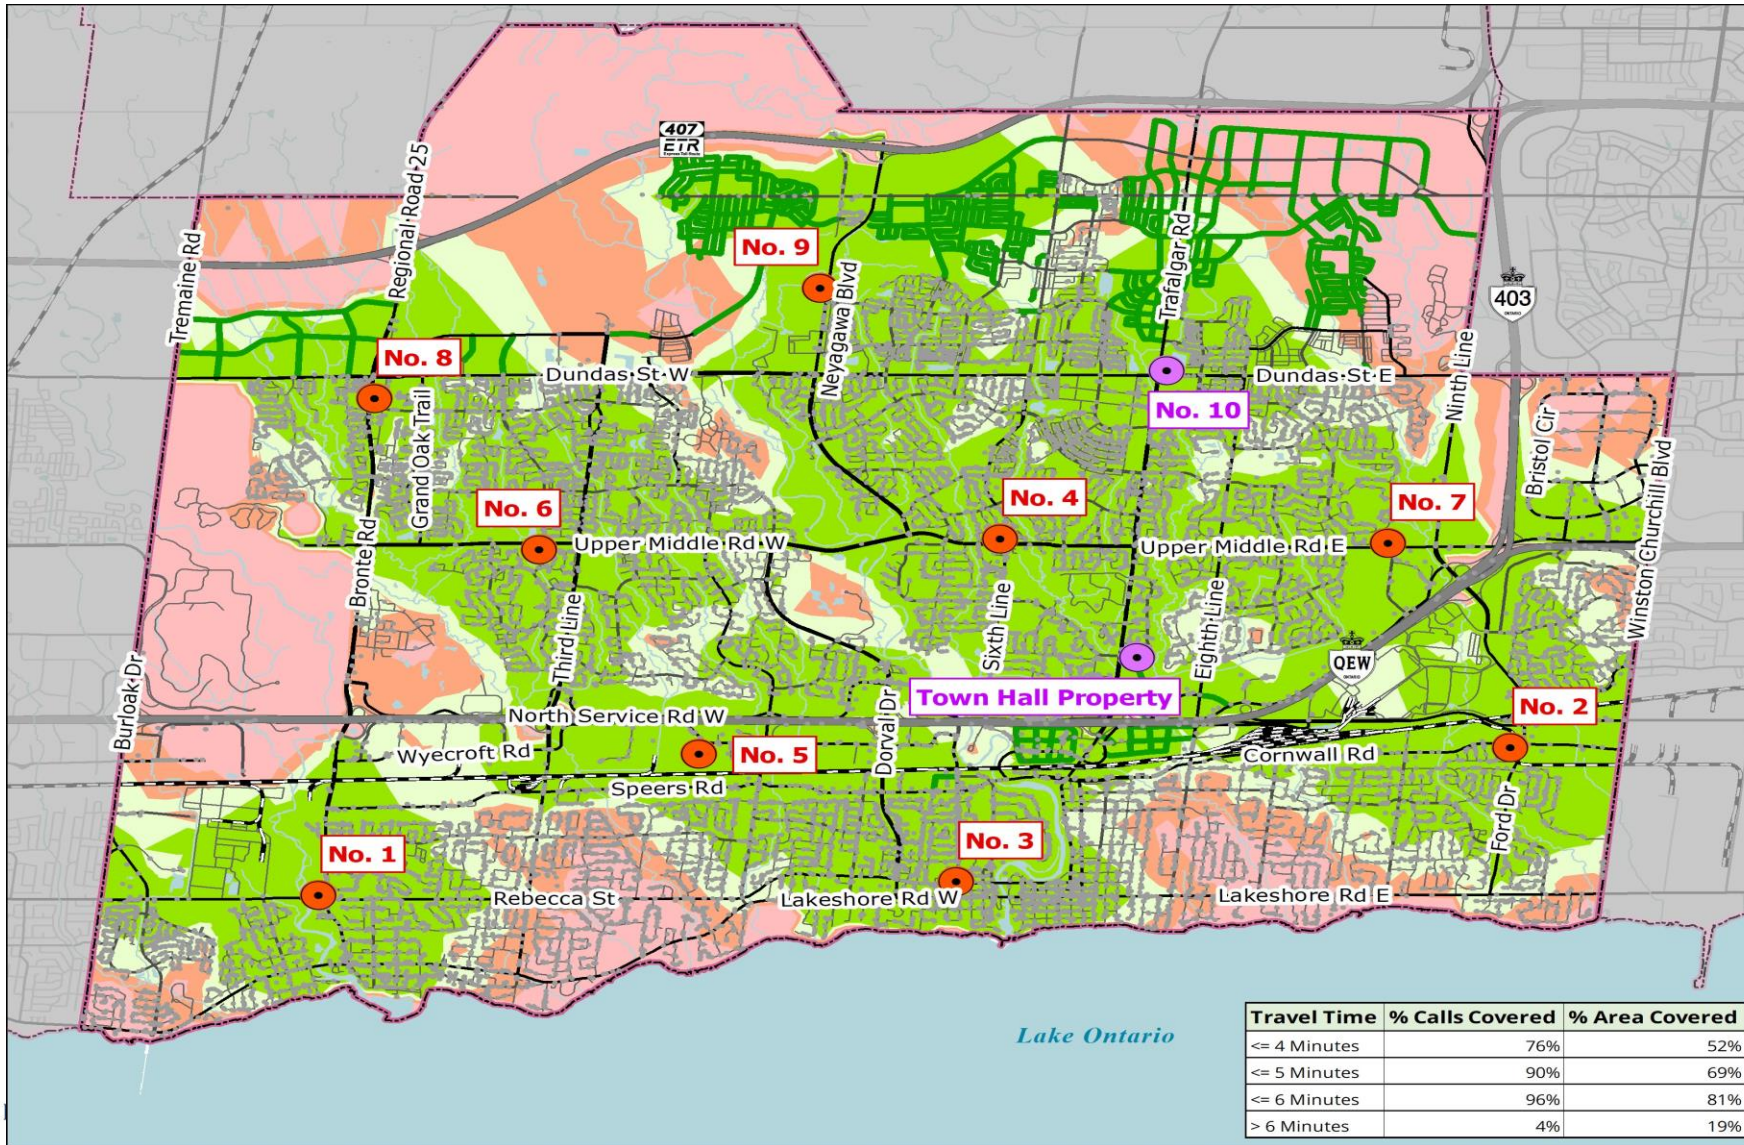 407
ETR
Express Toll Route
Regional Road 25
Tremaine Rd
No. 9
Neyagawa Blvd
Trafalgar Rd
403
ONTARIO
No. 8
Dundas St W
Dundas St E
Ninth Line
No. 10
Grand Oak Trail
Bristol Cir
Winston Churchill Blvd
No. 6
No. 4
No. 7
Bronte Rd
Upper Middle Rd W
Upper Middle Rd E
Third Line
Sixth Line
Eighth Line
QEW
ONTARIO
Burloak Dr
Town Hall Property
North Service Rd W
Dorval Dr
No. 2
Wyecroft Rd
No. 5
Cornwall Rd
Speers Rd
Ford Dr
No. 1
No. 3
Rebecca St
Lakeshore Rd W
Lakeshore Rd E
Lake Ontario
Travel Time % Calls Covered % Area Covered
<= 4 Minutes 76% 52%
<= 5 Minutes 90% 69%
<= 6 Minutes 96% 81%
> 6 Minutes 4% 19%